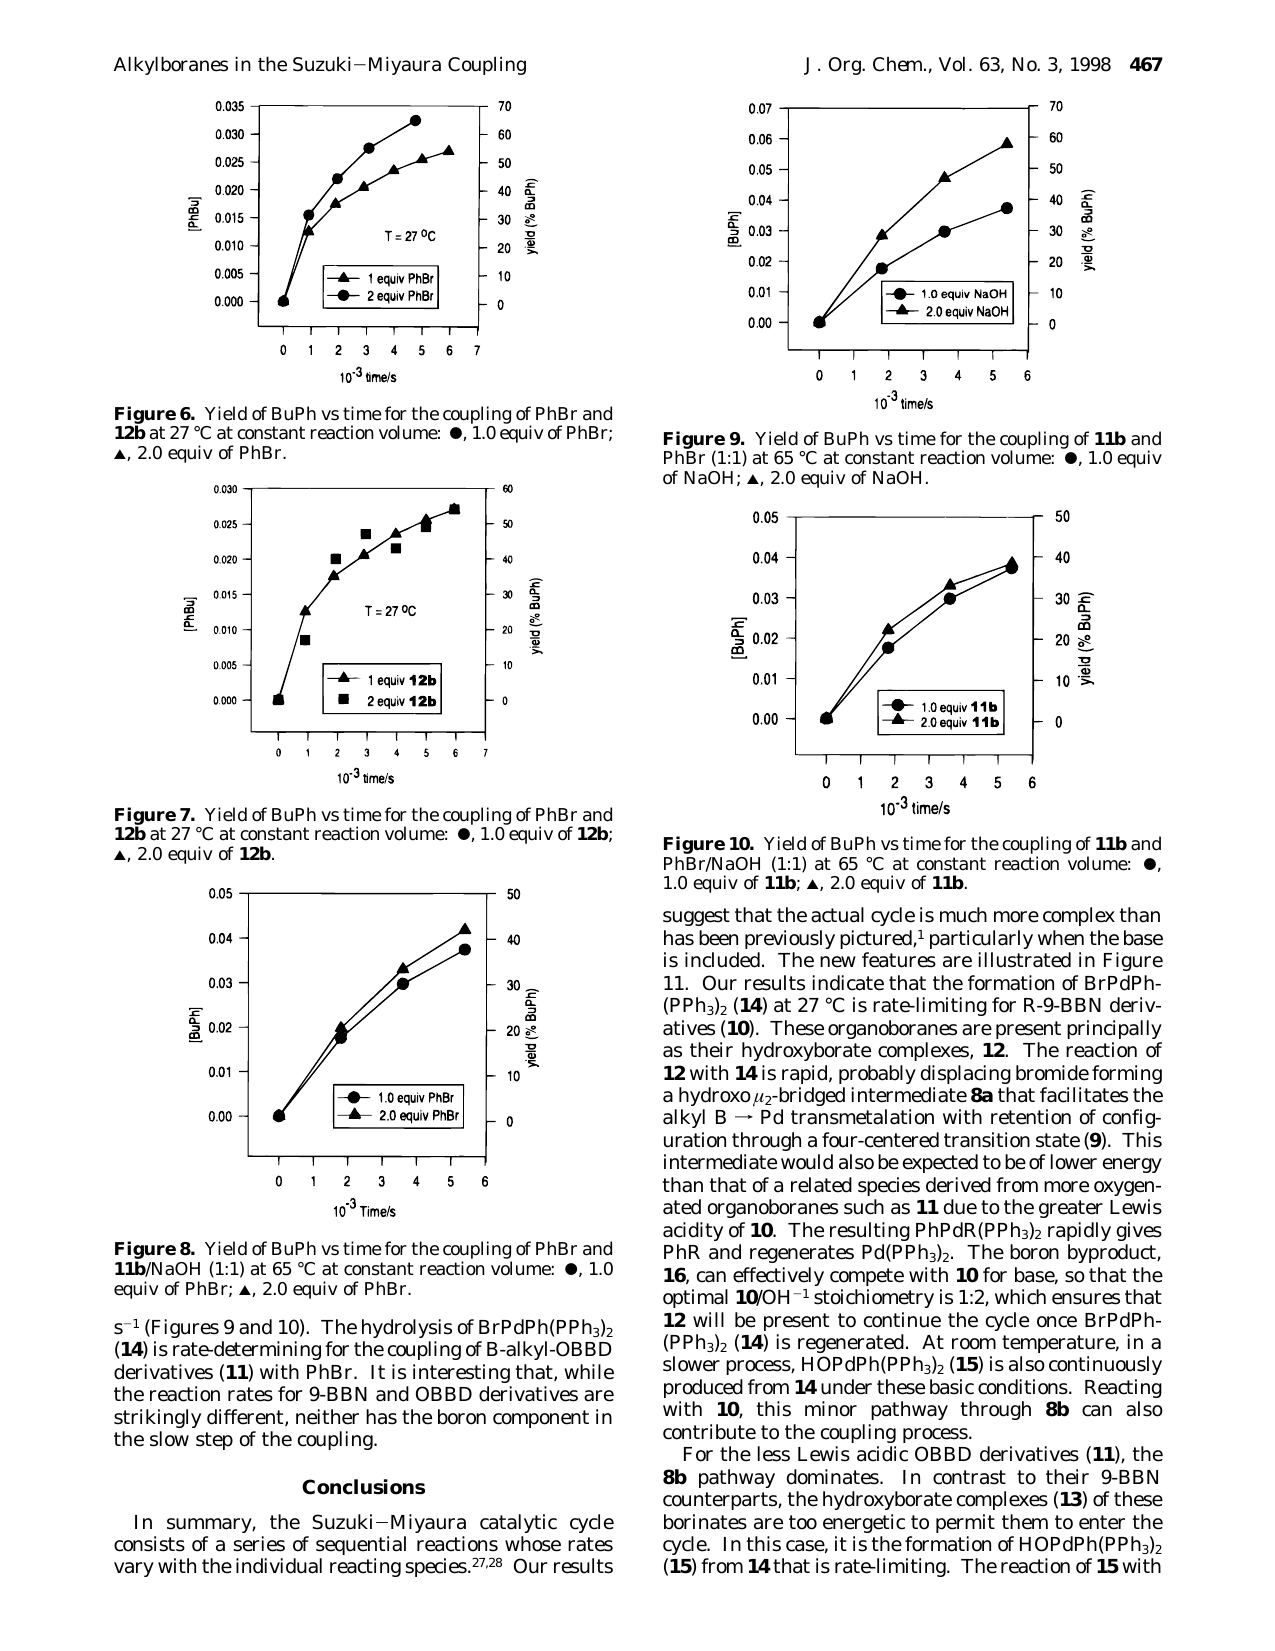 Alkylboranes in the Suzuki−Miyaura Coupling
J. Org. Chem., Vol. 63, No. 3, 1998 467
0.035
0.030
0.025
0.020
0.015
0.010
0.005
0.000
[PhBu]
70
60
50
40
30
20
10
0
yield (% BuPh)
T = 27 ºC
1 equiv PhBr
2 equiv PhBr
0 1 2 3 4 5 6 7
10-3 time/s
Figure 6. Yield of BuPh vs time for the coupling of PhBr and
12b at 27 °C at constant reaction volume: ●, 1.0 equiv of PhBr;
▲, 2.0 equiv of PhBr.
0.030
0.025
0.020
0.015
0.010
0.005
0.000
[PhBu]
60
50
40
30
20
10
0
yield (% BuPh)
T = 27 ºC
1 equiv 12b
2 equiv 12b
0 1 2 3 4 5 6 7
10-3 time/s
Figure 7. Yield of BuPh vs time for the coupling of PhBr and
12b at 27 °C at constant reaction volume: ●, 1.0 equiv of 12b;
▲, 2.0 equiv of 12b.
0.05
0.04
0.03
0.02
0.01
0.00
[BuPh]
50
40
30
20
10
0
yield (% BuPh)
1.0 equiv PhBr
2.0 equiv PhBr
0 1 2 3 4 5 6
10-3 Time/s
Figure 8. Yield of BuPh vs time for the coupling of PhBr and
11b/NaOH (1:1) at 65 °C at constant reaction volume: ●, 1.0
equiv of PhBr; ▲, 2.0 equiv of PhBr.
s−1 (Figures 9 and 10). The hydrolysis of BrPdPh(PPh3)2
(14) is rate-determining for the coupling of B-alkyl-OBBD
derivatives (11) with PhBr. It is interesting that, while
the reaction rates for 9-BBN and OBBD derivatives are
strikingly different, neither has the boron component in
the slow step of the coupling.
Conclusions
In summary, the Suzuki−Miyaura catalytic cycle
consists of a series of sequential reactions whose rates
vary with the individual reacting species.27,28 Our results
0.07
0.06
0.05
0.04
0.03
0.02
0.01
0.00
[BuPh]
70
60
50
40
30
20
10
0
yield (% BuPh)
1.0 equiv NaOH
2.0 equiv NaOH
0 1 2 3 4 5 6
10-3 time/s
Figure 9. Yield of BuPh vs time for the coupling of 11b and
PhBr (1:1) at 65 °C at constant reaction volume: ●, 1.0 equiv
of NaOH; ▲, 2.0 equiv of NaOH.
0.05
0.04
0.03
0.02
0.01
0.00
[BuPh]
50
40
30
20
10
0
yield (% BuPh)
1.0 equiv 11b
2.0 equiv 11b
0 1 2 3 4 5 6
10-3 time/s
Figure 10. Yield of BuPh vs time for the coupling of 11b and
PhBr/NaOH (1:1) at 65 °C at constant reaction volume: ●,
1.0 equiv of 11b; ▲, 2.0 equiv of 11b.
suggest that the actual cycle is much more complex than
has been previously pictured,1 particularly when the base
is included. The new features are illustrated in Figure
11. Our results indicate that the formation of BrPdPh-
(PPh3)2 (14) at 27 °C is rate-limiting for R-9-BBN deriv-
atives (10). These organoboranes are present principally
as their hydroxyborate complexes, 12. The reaction of
12 with 14 is rapid, probably displacing bromide forming
a hydroxo μ2-bridged intermediate 8a that facilitates the
alkyl B → Pd transmetalation with retention of config-
uration through a four-centered transition state (9). This
intermediate would also be expected to be of lower energy
than that of a related species derived from more oxygen-
ated organoboranes such as 11 due to the greater Lewis
acidity of 10. The resulting PhPdR(PPh3)2 rapidly gives
PhR and regenerates Pd(PPh3)2. The boron byproduct,
16, can effectively compete with 10 for base, so that the
optimal 10/OH−1 stoichiometry is 1:2, which ensures that
12 will be present to continue the cycle once BrPdPh-
(PPh3)2 (14) is regenerated. At room temperature, in a
slower process, HOPdPh(PPh3)2 (15) is also continuously
produced from 14 under these basic conditions. Reacting
with 10, this minor pathway through 8b can also
contribute to the coupling process.
For the less Lewis acidic OBBD derivatives (11), the
8b pathway dominates. In contrast to their 9-BBN
counterparts, the hydroxyborate complexes (13) of these
borinates are too energetic to permit them to enter the
cycle. In this case, it is the formation of HOPdPh(PPh3)2
(15) from 14 that is rate-limiting. The reaction of 15 with